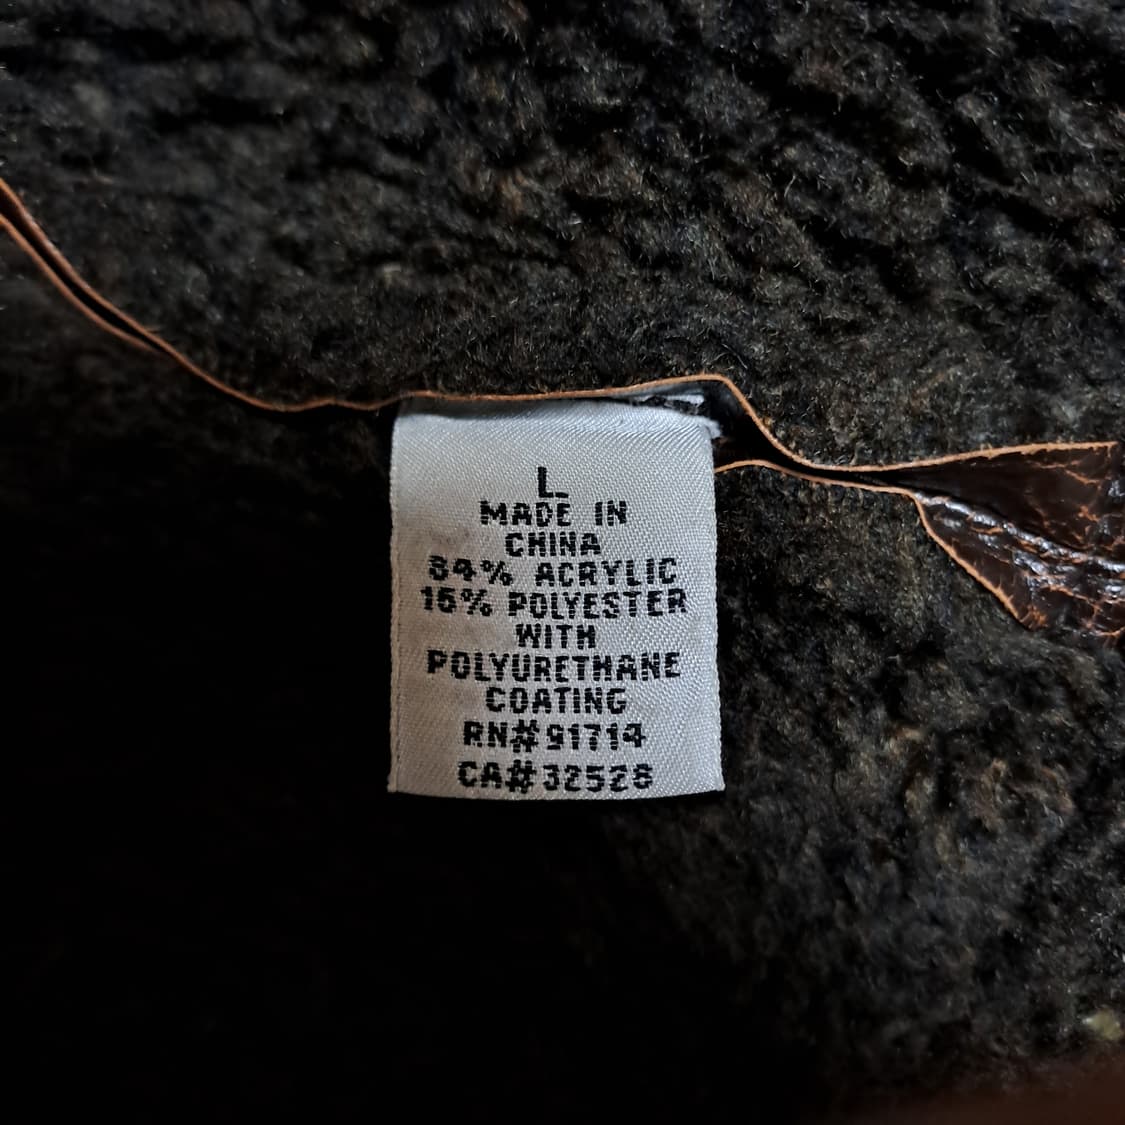 L
MADE IN
CHINA
84% ACRYLIC
16% POLYESTER
WITH
POLYURETHANE
COATING
RN#91714
CA#32528